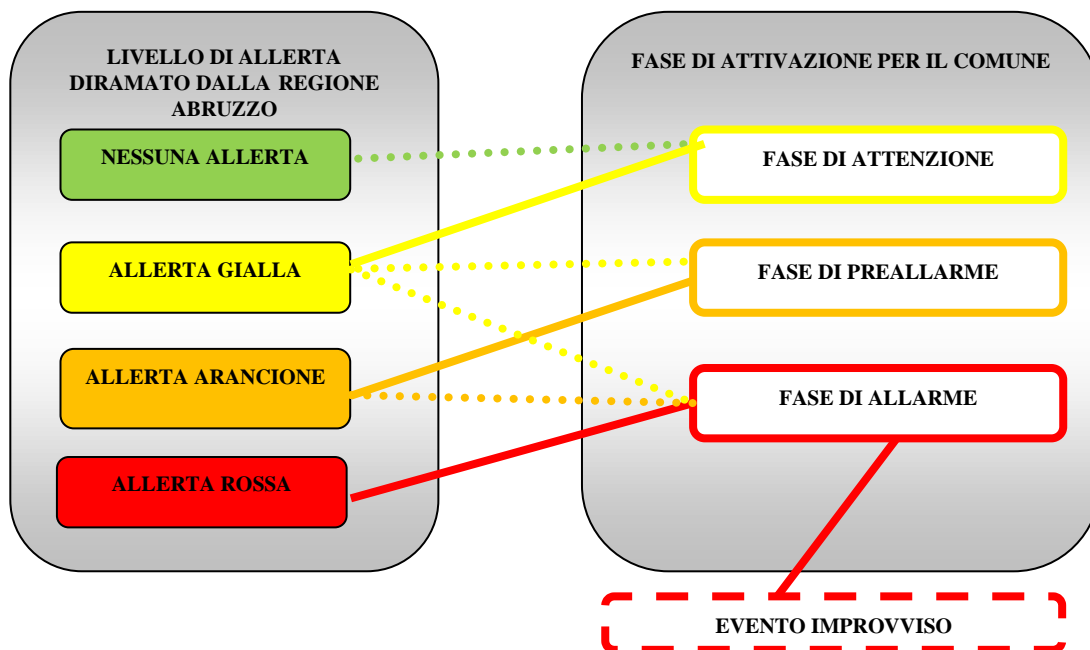 LIVELLO DI ALLERTA
DIRAMATO DALLA REGIONE
ABRUZZO
NESSUNA ALLERTA
ALLERTA GIALLA
ALLERTA ARANCIONE
ALLERTA ROSSA
FASE DI ATTIVAZIONE PER IL COMUNE
FASE DI ATTENZIONE
FASE DI PREALLARME
FASE DI ALLARME
EVENTO IMPROVVISO